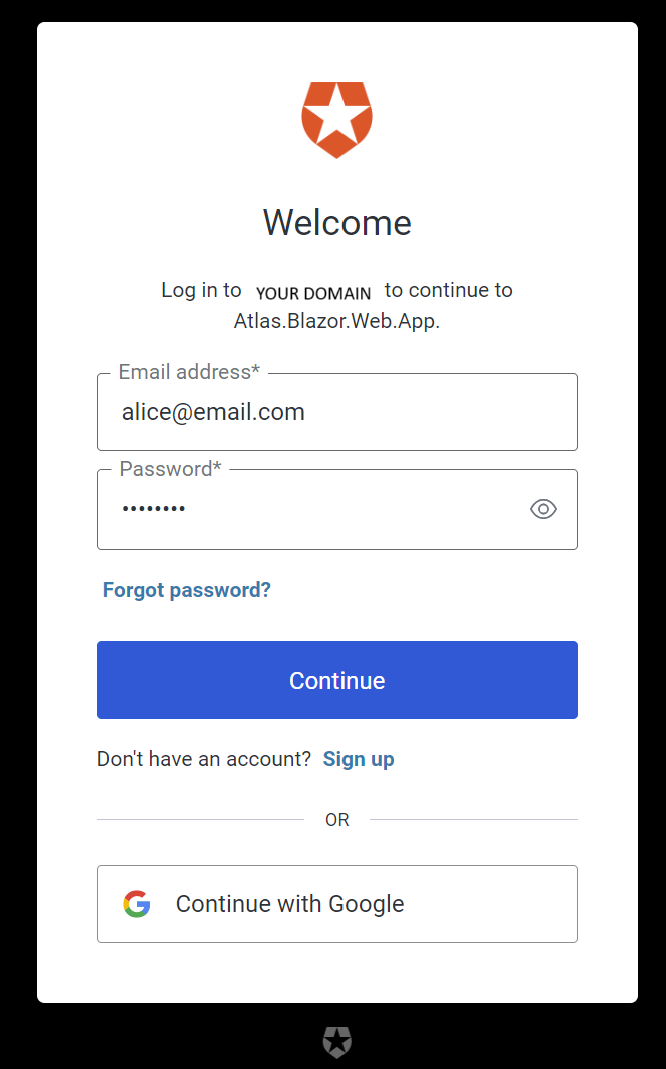 Welcome
Log in to YOUR DOMAIN to continue to
Atlas.Blazor.Web.App.
Email address*
alice@email.com
Password*
••••••••
Forgot password?
Continue
Don't have an account? Sign up
OR
Continue with Google